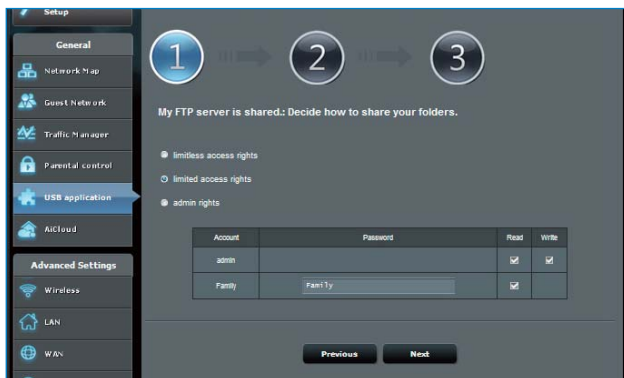 Setup
General
Network Map
Guest Network
Traffic Manager
Parental control
USB application
AiCloud
Advanced Settings
Wireless
LAN
WAN
1 2 3
My FTP server is shared.: Decide how to share your folders.
limitless access rights
limited access rights
admin rights
Account Password Read Write
admin
Family Family
Previous Next